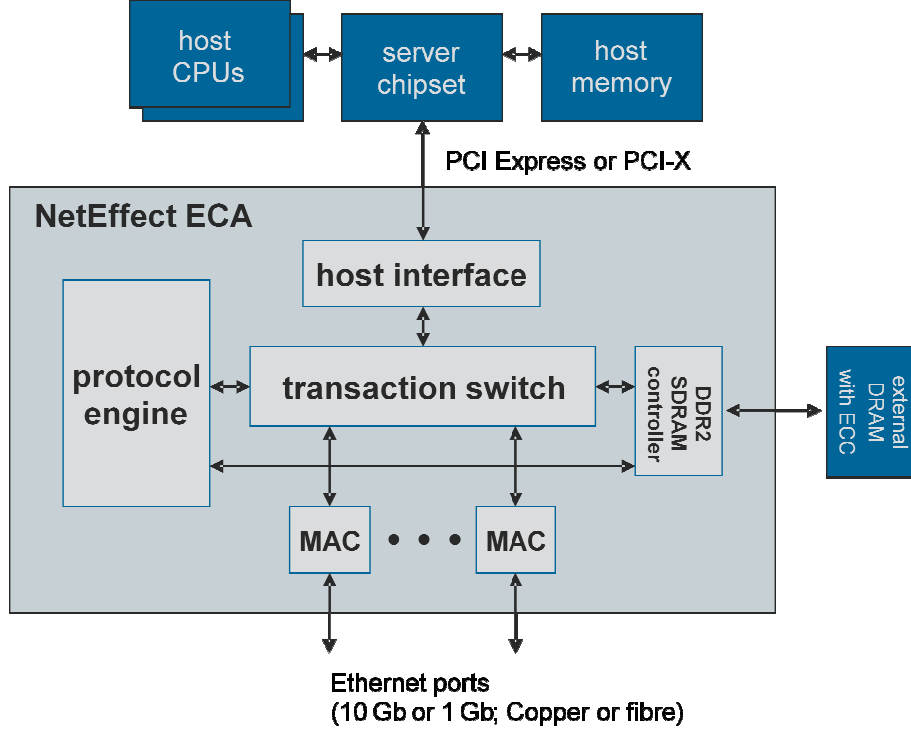 host
CPUs
server
chipset
host
memory
PCI Express or PCI-X
NetEffect ECA
host interface
protocol
engine
transaction switch
DDR2
SDRAM
controller
external
DRAM
with ECC
MAC
• • •
MAC
Ethernet ports
(10 Gb or 1 Gb; Copper or fibre)